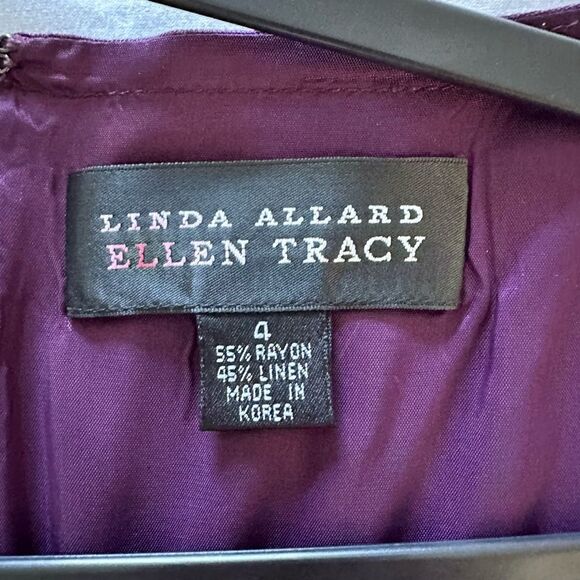 LINDA ALLARD
ELLEN TRACY
4
55% RAYON
45% LINEN
MADE IN
KOREA